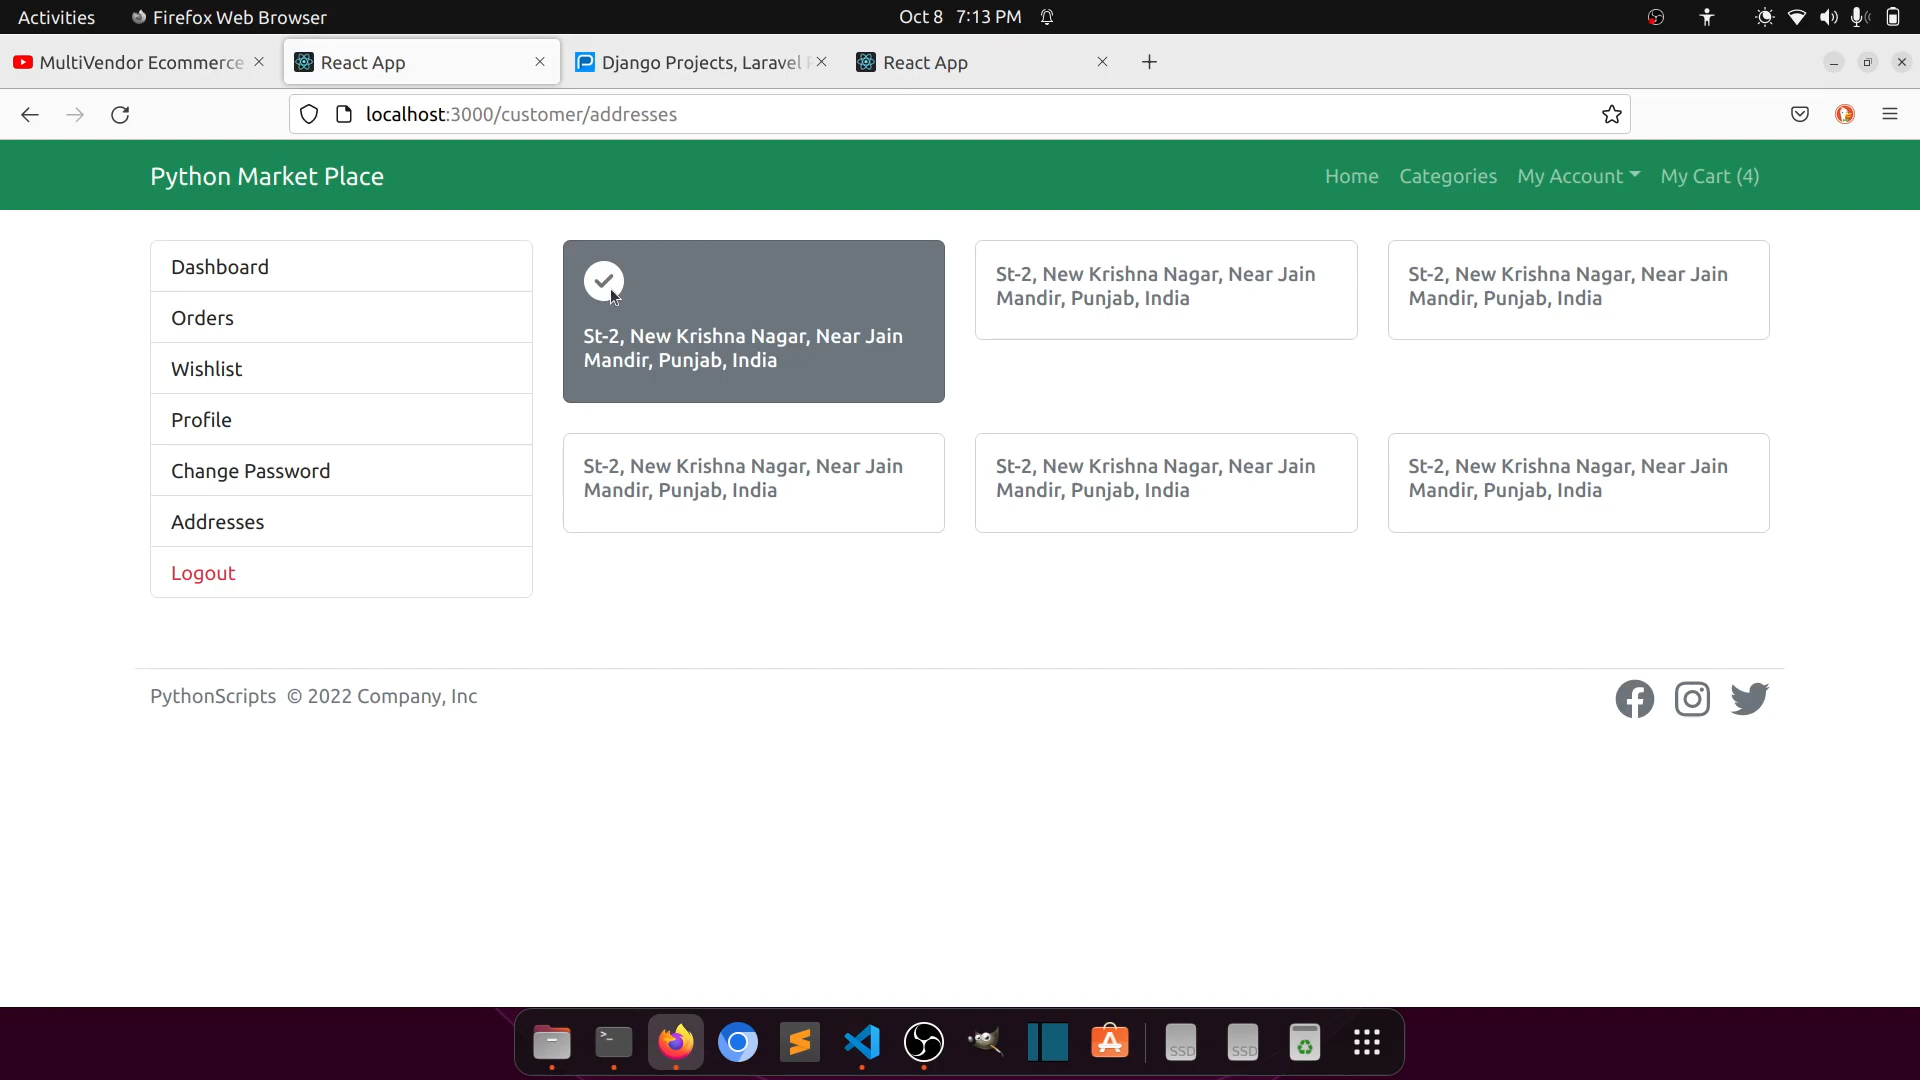 Activities
Firefox Web Browser
Oct 8 7:13 PM
MultiVendor Ecommerce
React App
Django Projects, Laravel
React App
localhost:3000/customer/addresses
Python Market Place
Home
Categories
My Account
My Cart (4)
Dashboard
Orders
Wishlist
Profile
Change Password
Addresses
Logout
St-2, New Krishna Nagar, Near Jain
Mandir, Punjab, India
St-2, New Krishna Nagar, Near Jain
Mandir, Punjab, India
St-2, New Krishna Nagar, Near Jain
Mandir, Punjab, India
St-2, New Krishna Nagar, Near Jain
Mandir, Punjab, India
St-2, New Krishna Nagar, Near Jain
Mandir, Punjab, India
St-2, New Krishna Nagar, Near Jain
Mandir, Punjab, India
PythonScripts © 2022 Company, Inc
SSD
SSD